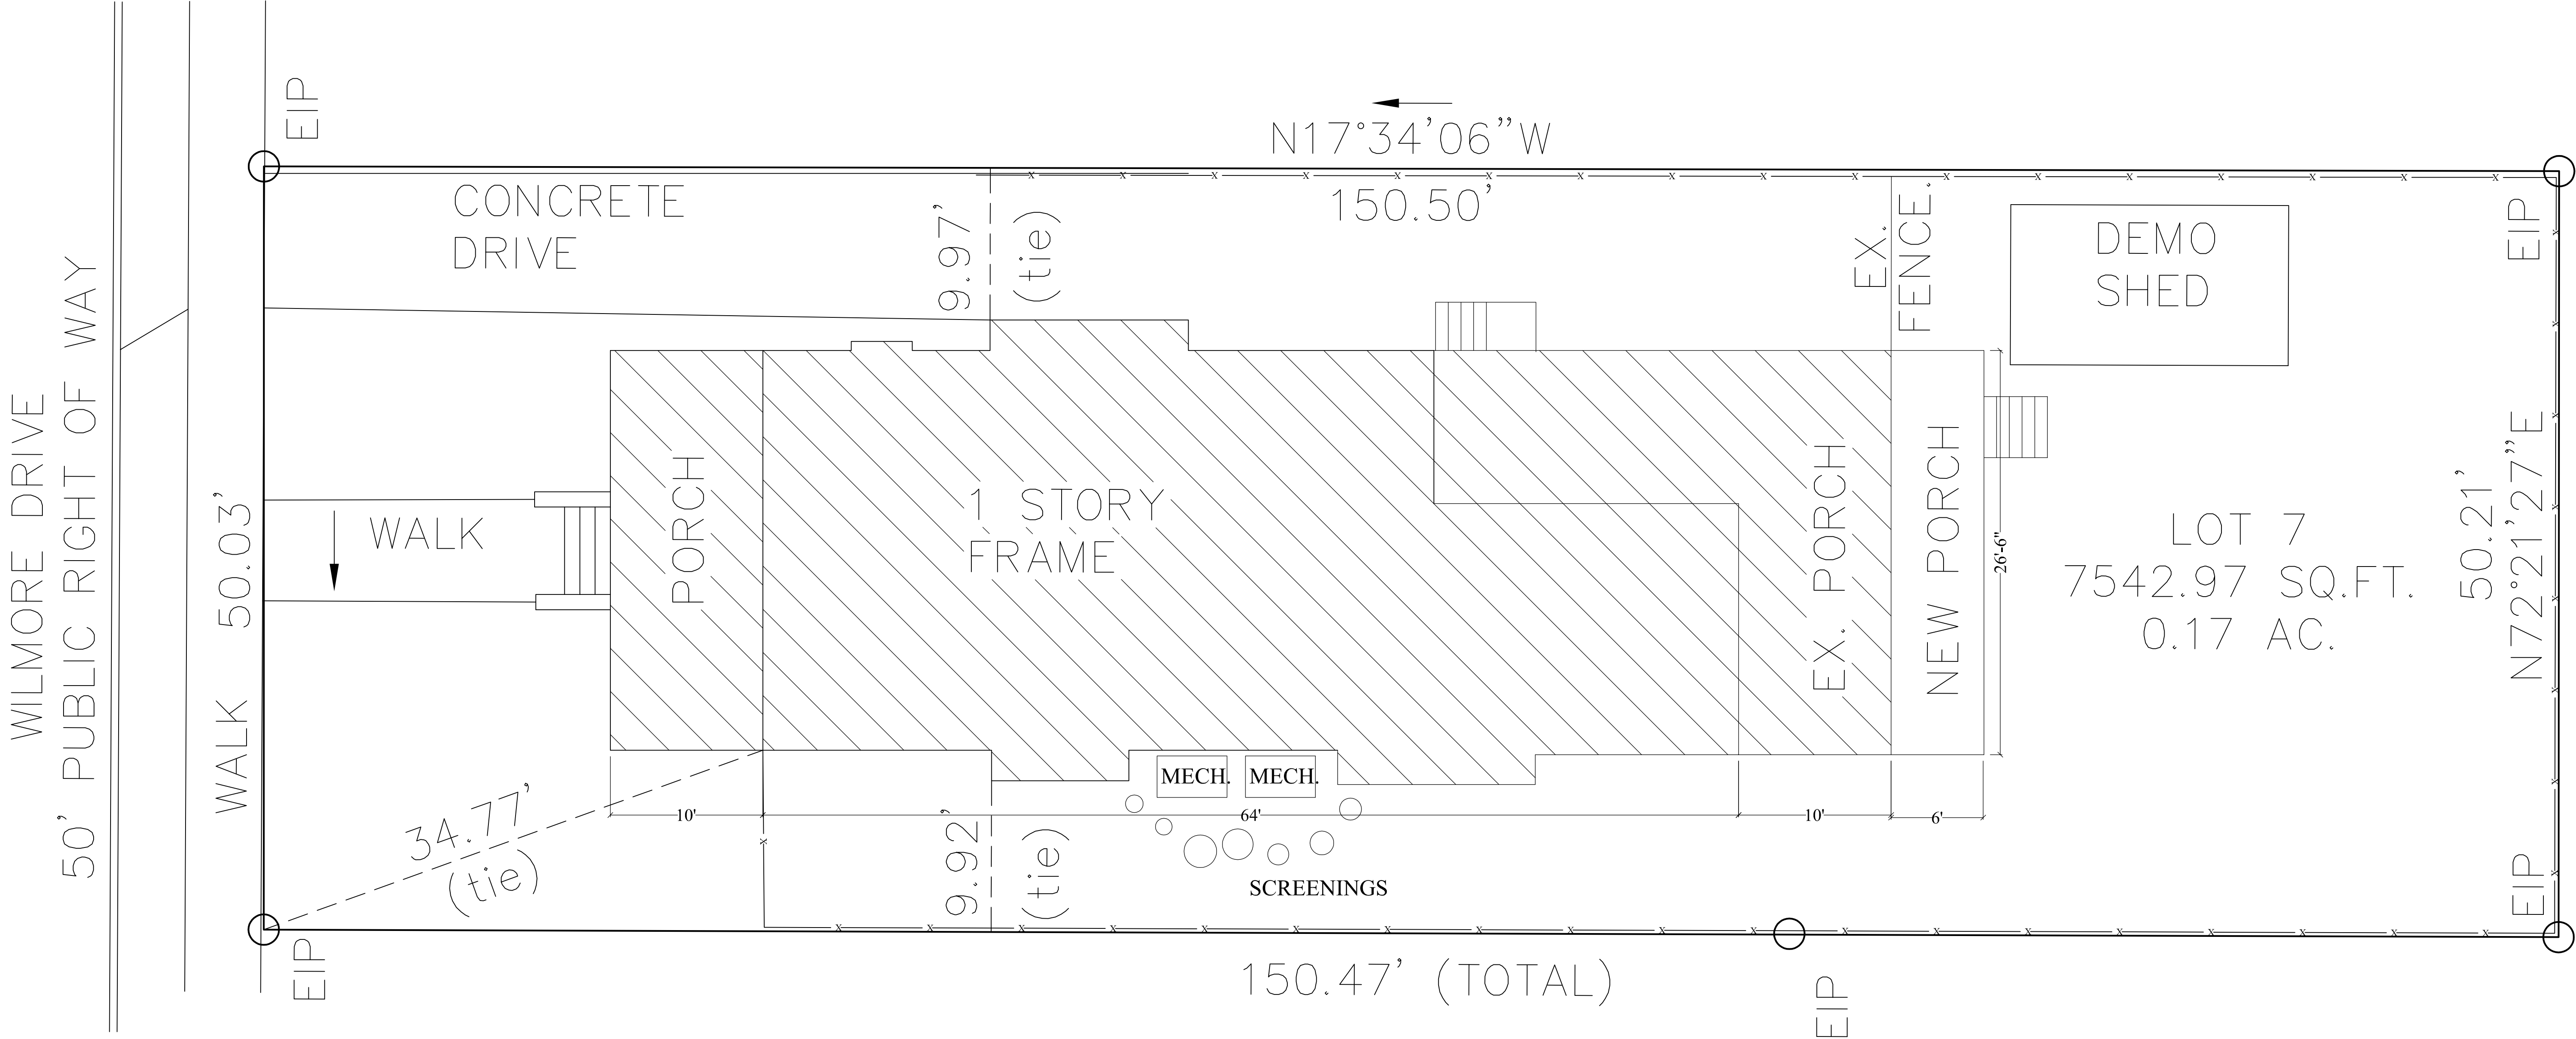 WILMORE DRIVE
50' PUBLIC RIGHT OF WAY
WALK 50.03'
EIP
N17°34'06"W
150.50'
CONCRETE
DRIVE
9.97'
(tie)
EX.
FENCE.
DEMO
SHED
EIP
WALK
PORCH
1 STORY
FRAME
EX. PORCH
NEW PORCH
26'-6"
LOT 7
7542.97 SQ.FT.
0.17 AC.
50.21'
N72°21'27"E
34.77'
(tie)
10'
64'
10'
6'
MECH.
MECH.
9.92'
(tie)
SCREENINGS
EIP
EIP
150.47' (TOTAL)
EIP